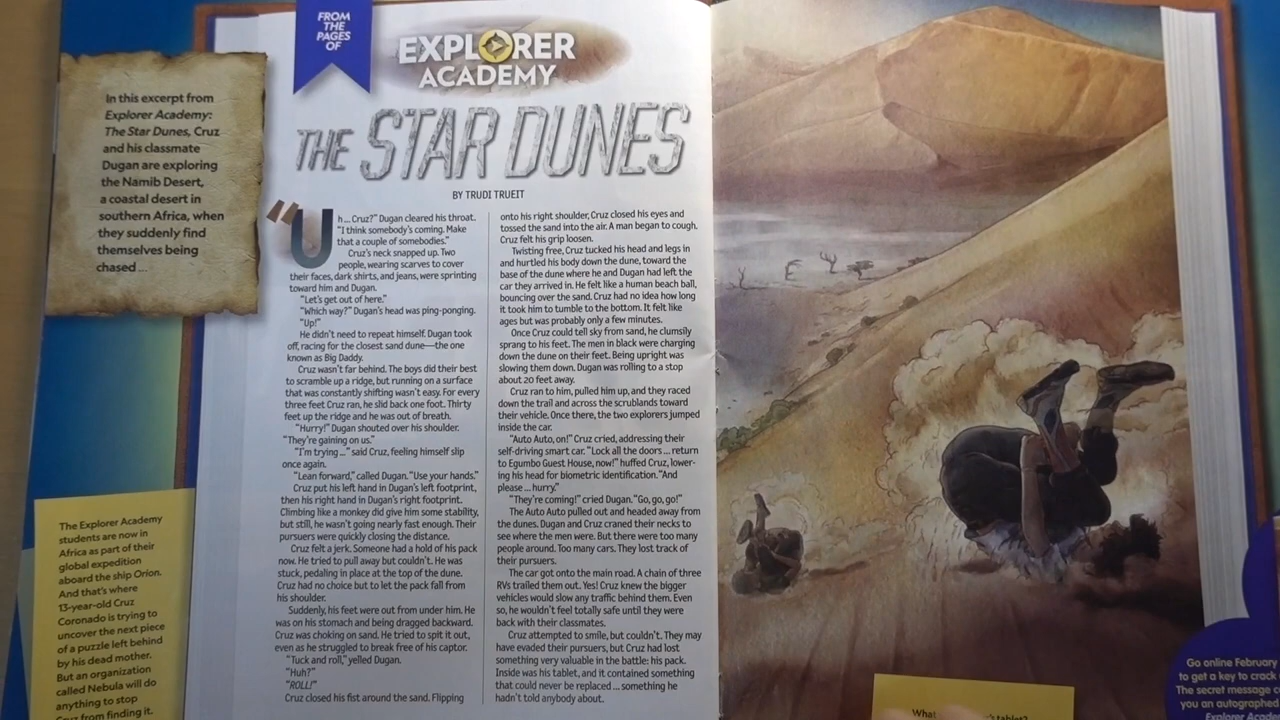 FROM
THE
PAGES
OF
EXPLORER
ACADEMY
THE STAR DUNES
BY TRUDI TRUEIT
In this excerpt from
Explorer Academy:
The Star Dunes, Cruz
and his classmate
Dugan are exploring
the Namib Desert,
a coastal desert in
southern Africa, when
they suddenly find
themselves being
chased ...
The Explorer Academy
students are now in
Africa as part of their
global expedition
aboard the ship Orion.
And that's where
13-year-old Cruz
Coronado is trying to
uncover the next piece
of a puzzle left behind
by his dead mother.
But an organization
called Nebula will do
anything to stop
Cruz from finding it.
"Uh ... Cruz?" Dugan cleared his throat.
"I think somebody's coming. Make
that a couple of somebodies."
Cruz's neck snapped up. Two
people, wearing scarves to cover
their faces, dark shirts, and jeans, were sprinting
toward him and Dugan.
"Let's get out of here."
"Which way?" Dugan's head was ping-ponging.
"Up!"
He didn't need to repeat himself. Dugan took
off, racing for the closest sand dune—the one
known as Big Daddy.
Cruz wasn't far behind. The boys did their best
to scramble up a ridge, but running on a surface
that was constantly shifting wasn't easy. For every
three feet Cruz ran, he slid back one foot. Thirty
feet up the ridge and he was out of breath.
"Hurry!" Dugan shouted over his shoulder.
"They're gaining on us."
"I'm trying ..." said Cruz, feeling himself slip
once again.
"Lean forward," called Dugan. "Use your hands."
Cruz put his left hand in Dugan's left footprint,
then his right hand in Dugan's right footprint.
Climbing like a monkey did give him some stability,
but still, he wasn't going nearly fast enough. Their
pursuers were quickly closing the distance.
Cruz felt a jerk. Someone had a hold of his pack
now. He tried to pull away but couldn't. He was
stuck, pedaling in place at the top of the dune.
Cruz had no choice but to let the pack fall from
his shoulder.
Suddenly, his feet were out from under him. He
was on his stomach and being dragged backward.
Cruz was choking on sand. He tried to spit it out,
even as he struggled to break free of his captor.
"Tuck and roll," yelled Dugan.
"Huh?"
"ROLL!"
Cruz closed his fist around the sand. Flipping
onto his right shoulder, Cruz closed his eyes and
tossed the sand into the air. A man began to cough.
Cruz felt his grip loosen.
Twisting free, Cruz tucked his head and legs in
and hurtled his body down the dune, toward the
base of the dune where he and Dugan had left the
car they arrived in. He felt like a human beach ball,
bouncing over the sand. Cruz had no idea how long
it took him to tumble to the bottom. It felt like
ages but was probably only a few minutes.
Once Cruz could tell sky from sand, he clumsily
sprang to his feet. The men in black were charging
down the dune on their feet. Being upright was
slowing them down. Dugan was rolling to a stop
about 20 feet away.
Cruz ran to him, pulled him up, and they raced
down the trail and across the scrublands toward
their vehicle. Once there, the two explorers jumped
inside the car.
"Auto Auto, on!" Cruz cried, addressing their
self-driving smart car. "Lock all the doors ... return
to Egumbo Guest House, now!" huffed Cruz, lower-
ing his head for biometric identification. "And
please ... hurry."
"They're coming!" cried Dugan. "Go, go, go!"
The Auto Auto pulled out and headed away from
the dunes. Dugan and Cruz craned their necks to
see where the men were. But there were too many
people around. Too many cars. They lost track of
their pursuers.
The car got onto the main road. A chain of three
RVs trailed them out. Yes! Cruz knew the bigger
vehicles would slow any traffic behind them. Even
so, he wouldn't feel totally safe until they were
back with their classmates.
Cruz attempted to smile, but couldn't. They may
have evaded their pursuers, but Cruz had lost
something very valuable in the battle: his pack.
Inside was his tablet, and it contained something
that could never be replaced ... something he
hadn't told anybody about.
What tablet?
Go online February
to get a key to crack
The secret message c
you an autographed
Explorer Acade